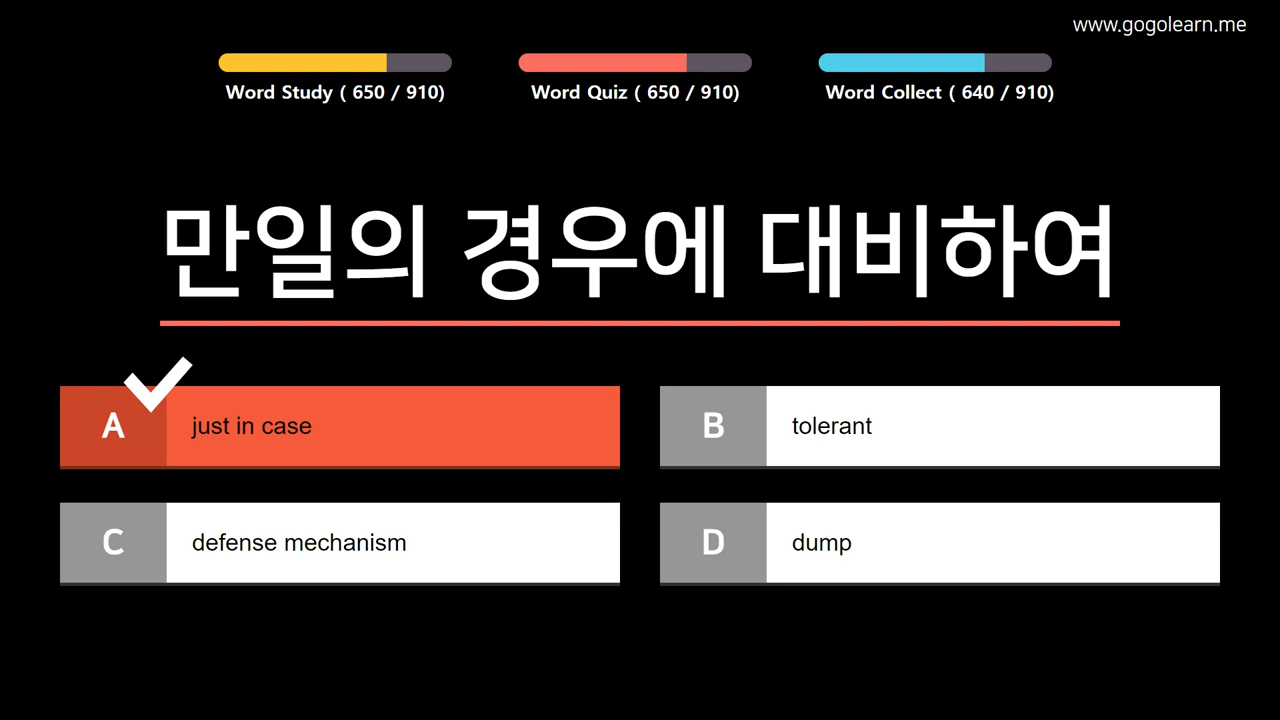 www.gogolearn.me
Word Study ( 650 / 910)
Word Quiz ( 650 / 910)
Word Collect ( 640 / 910)
만일의 경우에 대비하여
A just in case
B tolerant
C defense mechanism
D dump